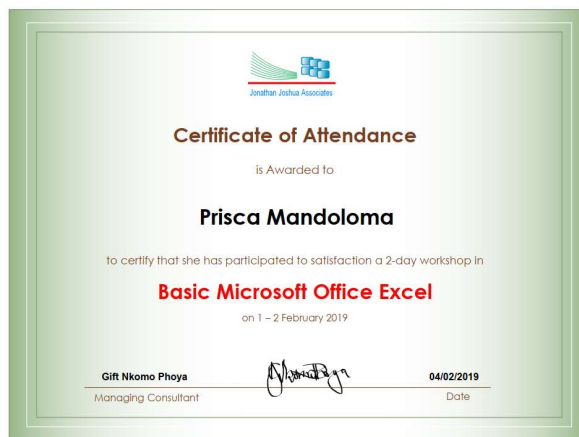 Jonathan Joshua Associates
Certificate of Attendance
is Awarded to
Prisca Mandoloma
to certify that she has participated to satisfaction a 2-day workshop in
Basic Microsoft Office Excel
on 1 – 2 February 2019
Gift Nkomo Phoya
04/02/2019
Managing Consultant
Date